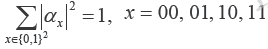 ∑_{x∈{0,1}^2} |α_x|^2 = 1, x = 00, 01, 10, 11